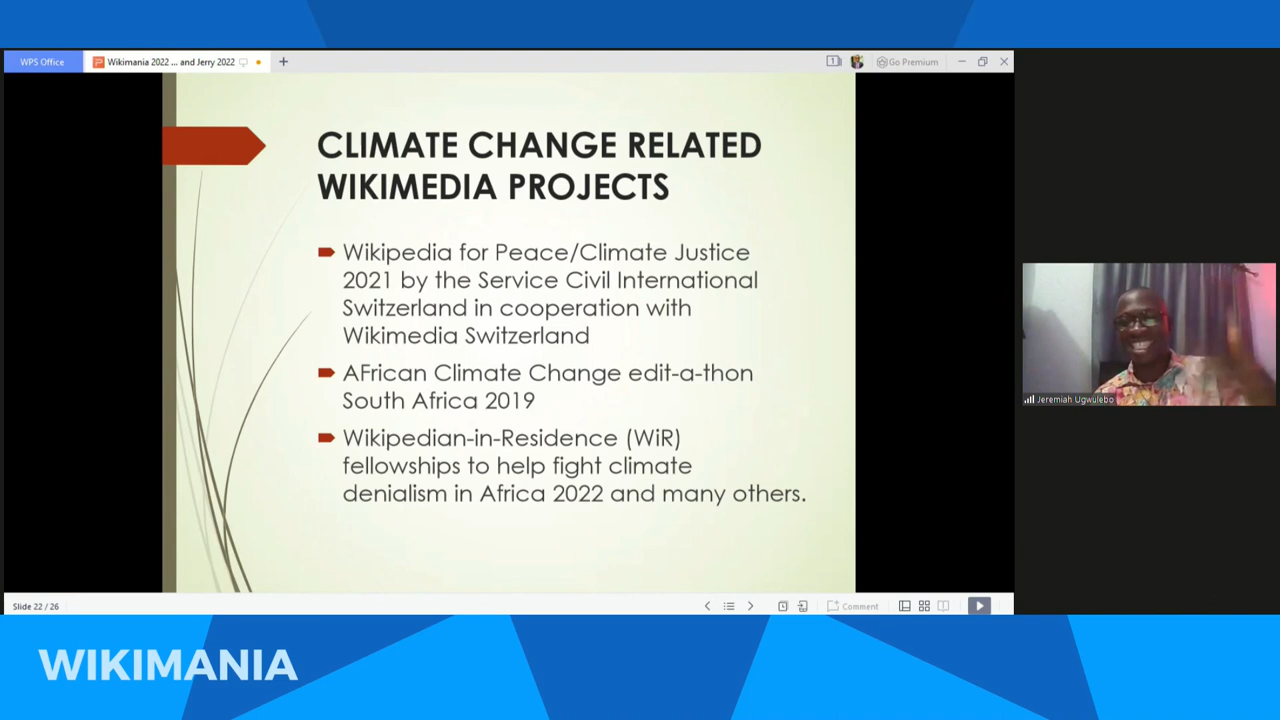 WPS Office
Wikimania 2022 ... and Jerry 2022
1
Go Premium
CLIMATE CHANGE RELATED
WIKIMEDIA PROJECTS
Wikipedia for Peace/Climate Justice
2021 by the Service Civil International
Switzerland in cooperation with
Wikimedia Switzerland
AFrican Climate Change edit-a-thon
South Africa 2019
Wikipedian-in-Residence (WiR)
fellowships to help fight climate
denialism in Africa 2022 and many others.
Jeremiah Ugwulebo
Slide 22 / 26
Comment
WIKIMANIA